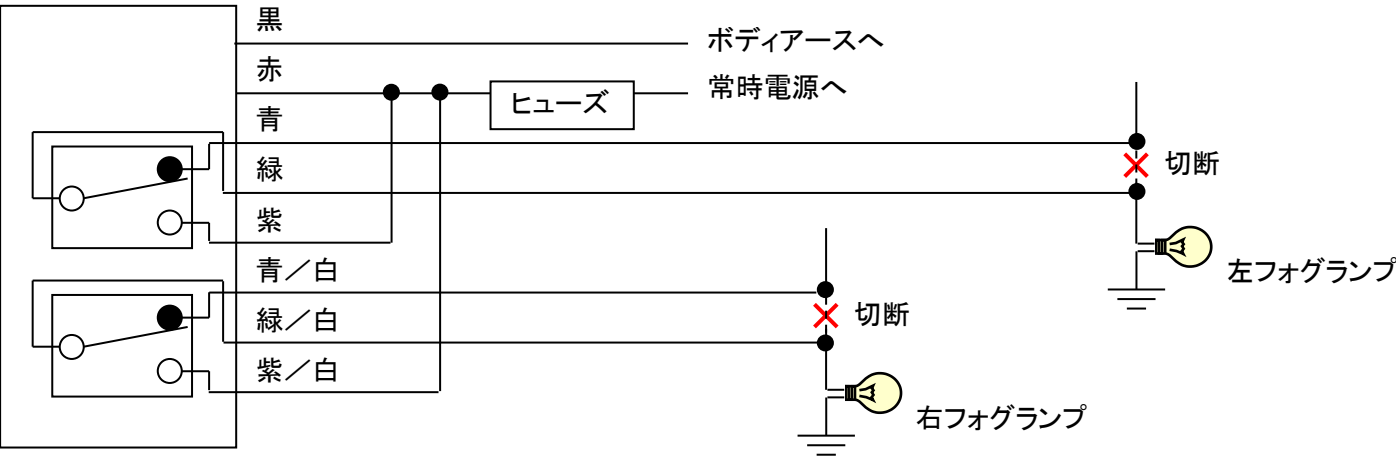 黒
ボディアースへ
赤
ヒューズ
常時電源へ
青
緑
切断
紫
左フォグランプ
青／白
緑／白
切断
紫／白
右フォグランプ